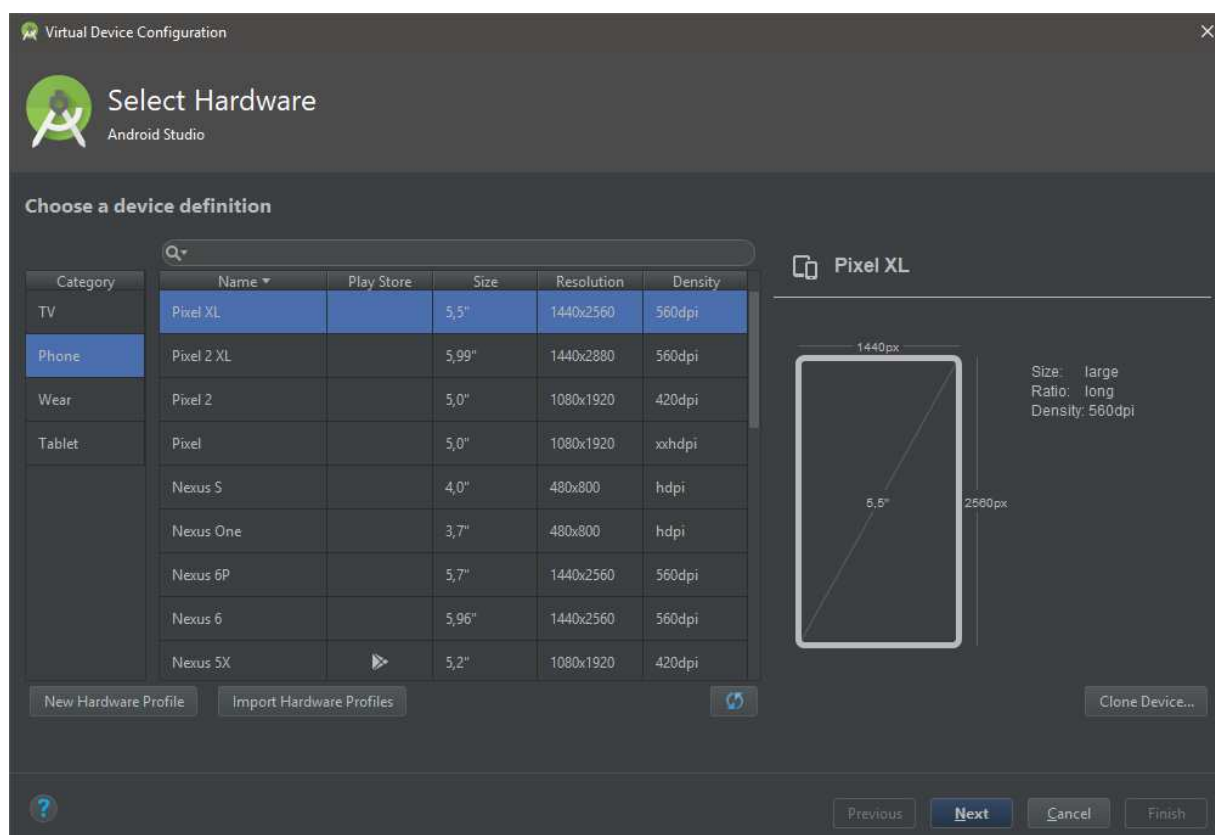 Virtual Device Configuration
Select Hardware
Android Studio
Choose a device definition
Category
TV
Phone
Wear
Tablet
Name Play Store Size Resolution Density
Pixel XL 5,5" 1440x2560 560dpi
Pixel 2 XL 5,99" 1440x2880 560dpi
Pixel 2 5,0" 1080x1920 420dpi
Pixel 5,0" 1080x1920 xxhdpi
Nexus S 4,0" 480x800 hdpi
Nexus One 3,7" 480x800 hdpi
Nexus 6P 5,7" 1440x2560 560dpi
Nexus 6 5,96" 1440x2560 560dpi
Nexus 5X 5,2" 1080x1920 420dpi
New Hardware Profile
Import Hardware Profiles
Pixel XL
1440px
5,5"
2560px
Size: large
Ratio: long
Density: 560dpi
Clone Device...
?
Previous
Next
Cancel
Finish